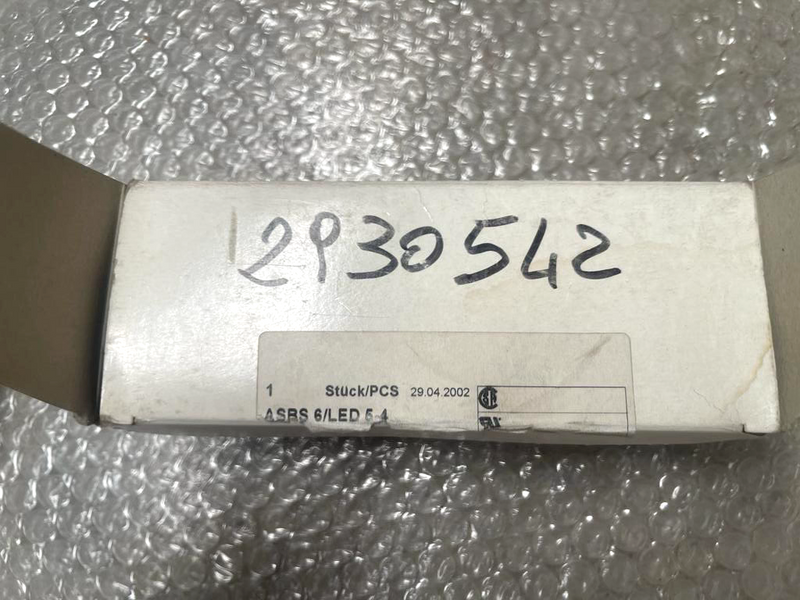 2930542
1 Stück/PCS 29.04.2002
ASBS 6/LED 5-4